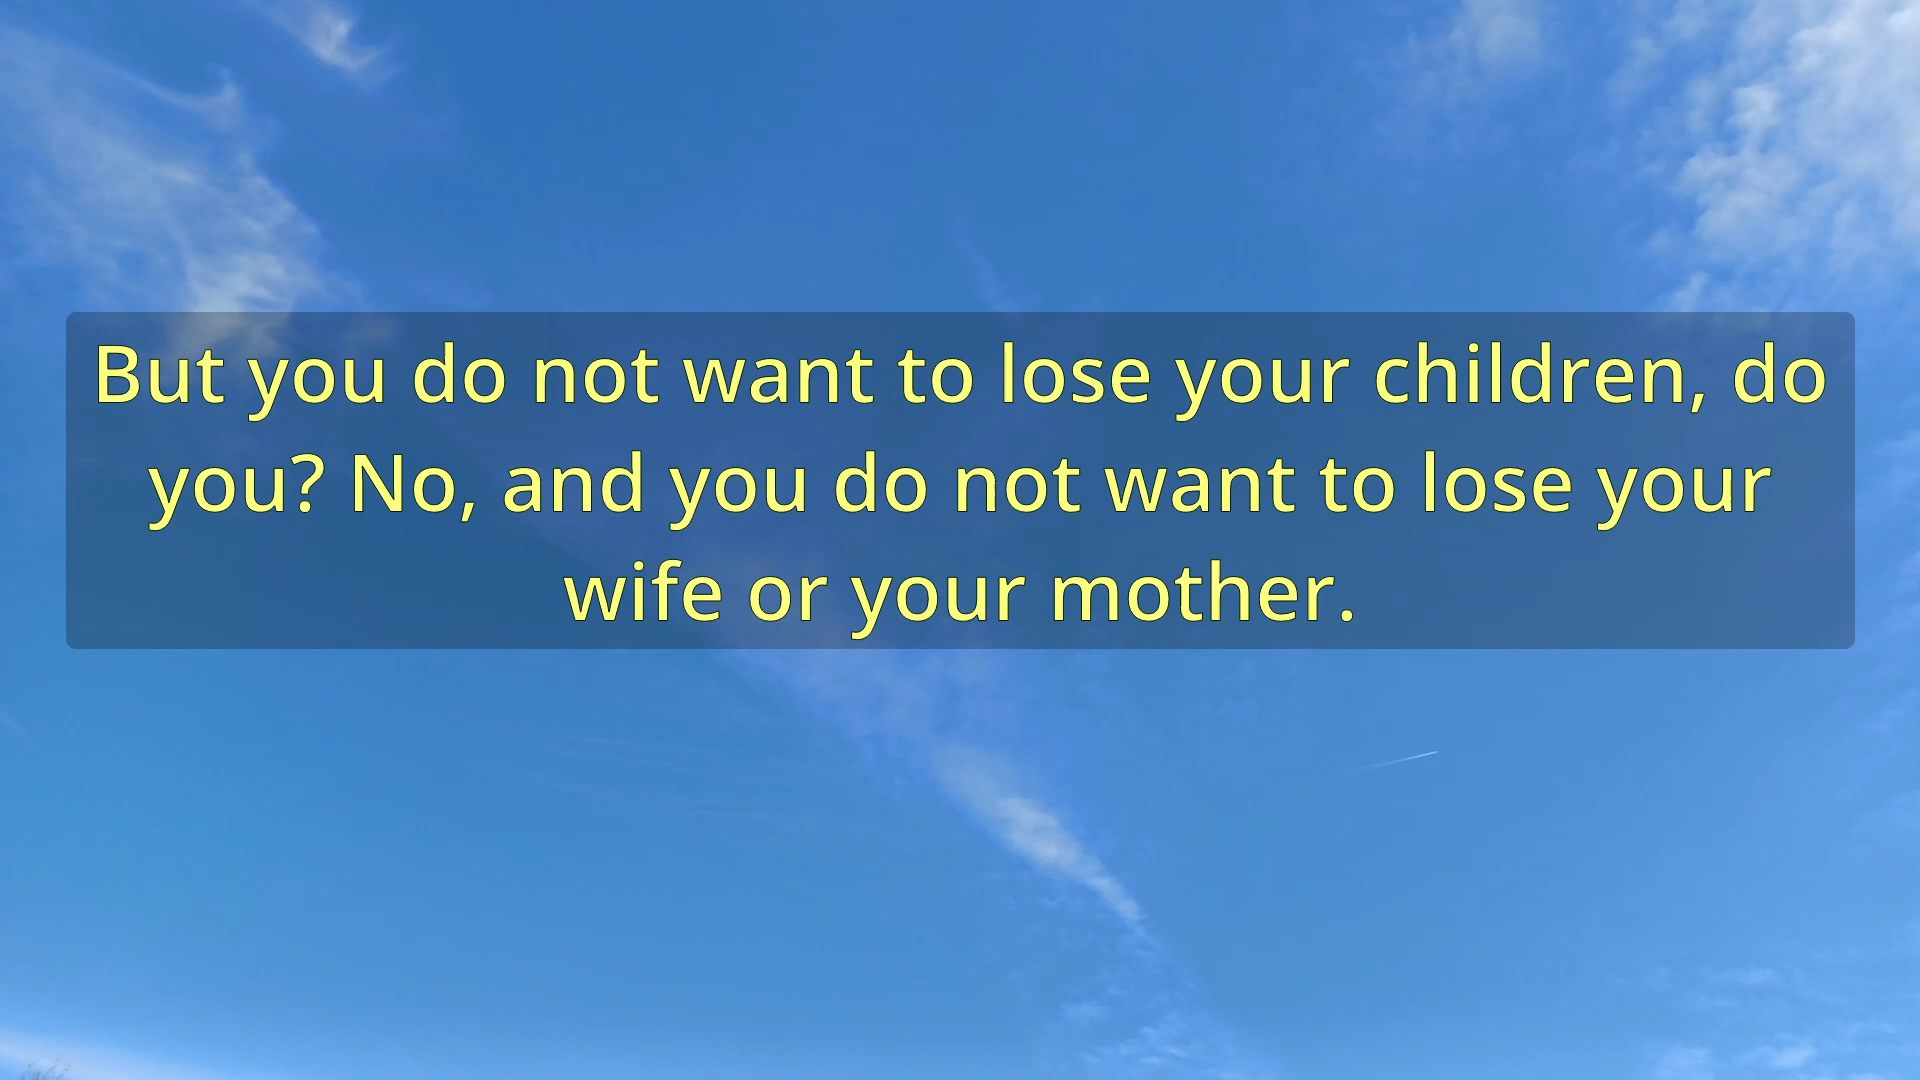 But you do not want to lose your children, do
you? No, and you do not want to lose your
wife or your mother.